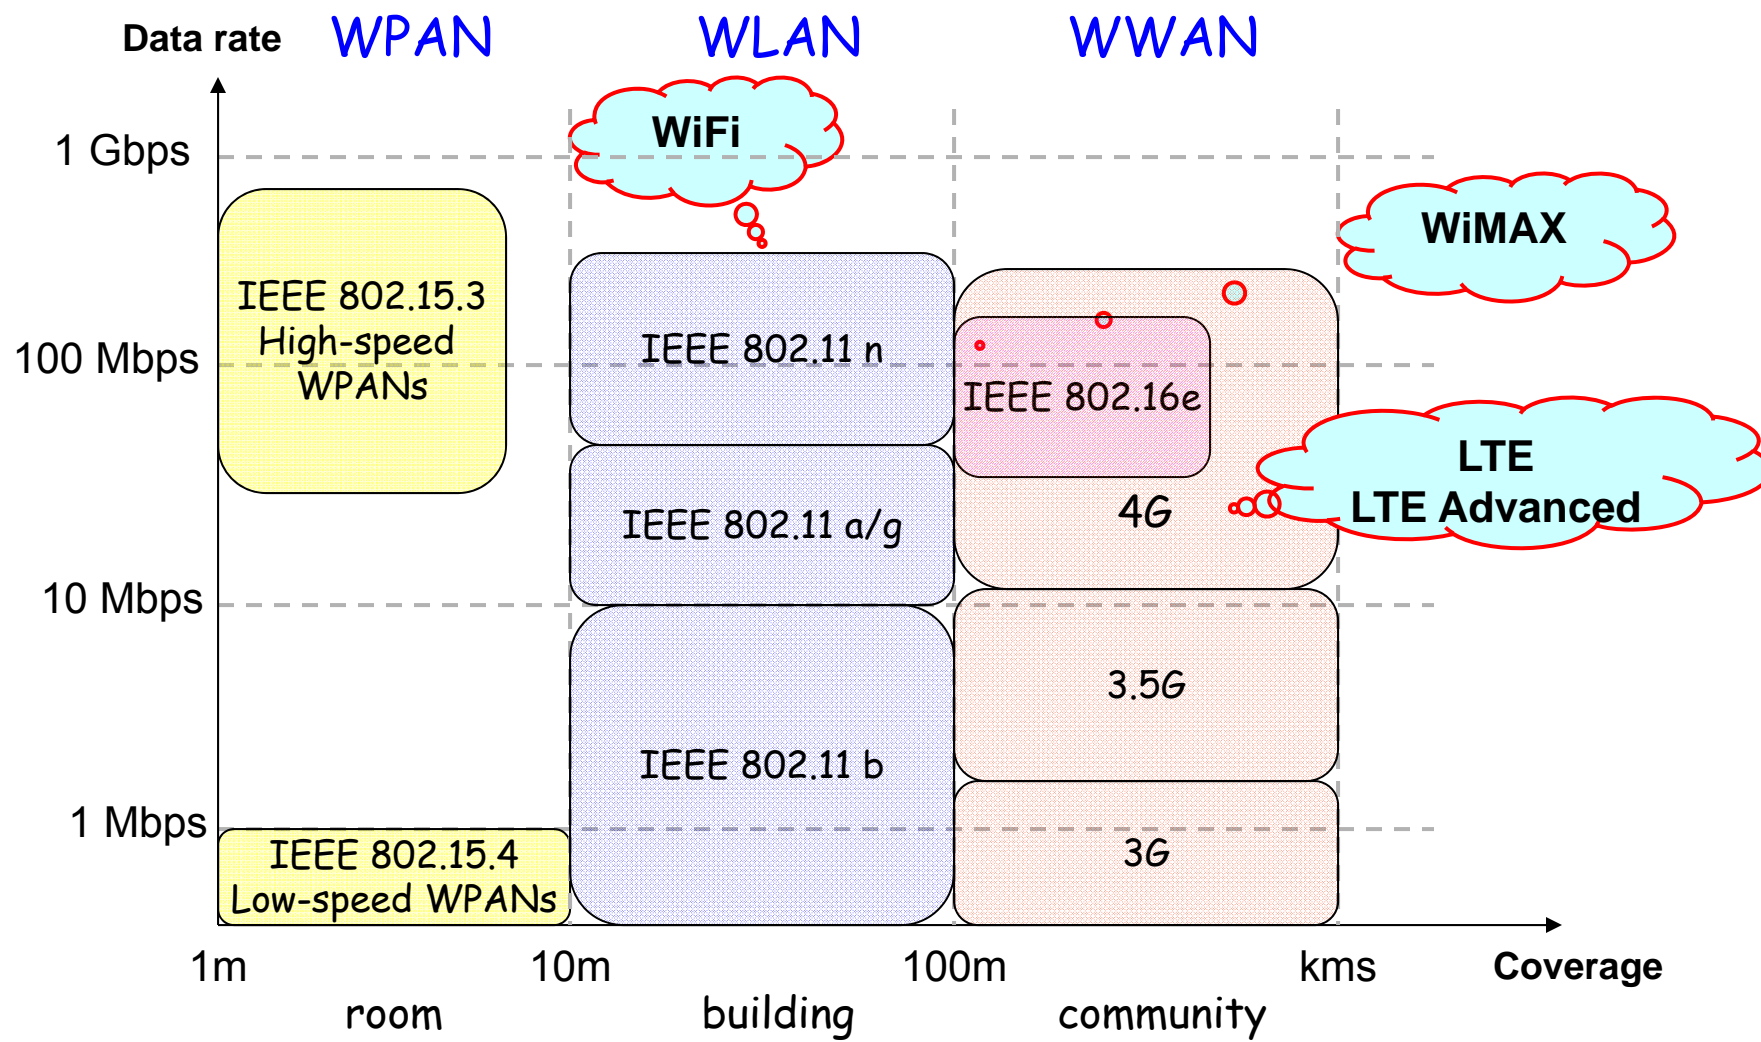 Data rate
WPAN
WLAN
WWAN
WiFi
1 Gbps
WiMAX
IEEE 802.15.3
High-speed
WPANs
IEEE 802.11 n
100 Mbps
IEEE 802.16e
LTE
LTE Advanced
4G
IEEE 802.11 a/g
10 Mbps
3.5G
IEEE 802.11 b
1 Mbps
IEEE 802.15.4
Low-speed WPANs
3G
1m
10m
100m
kms
Coverage
room
building
community